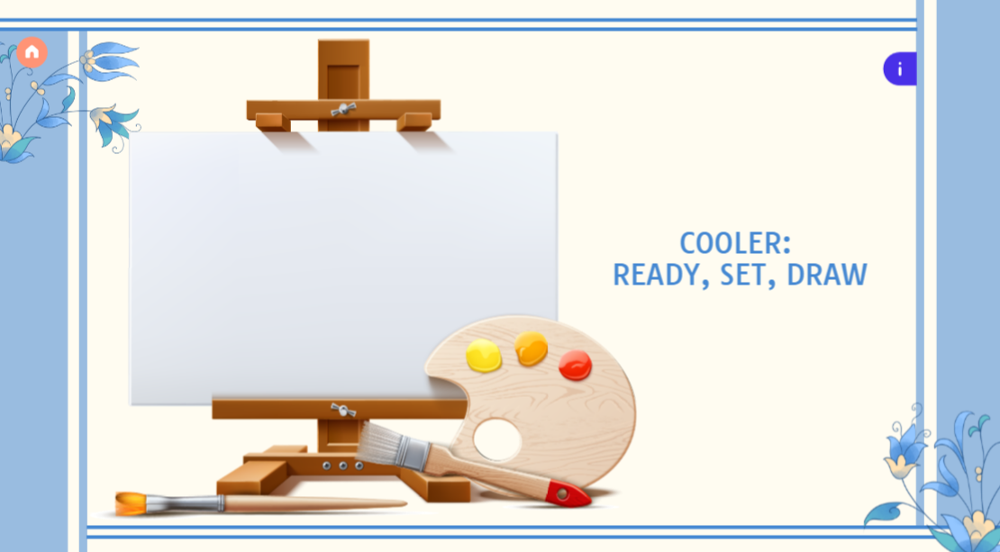 i
COOLER:
READY, SET, DRAW